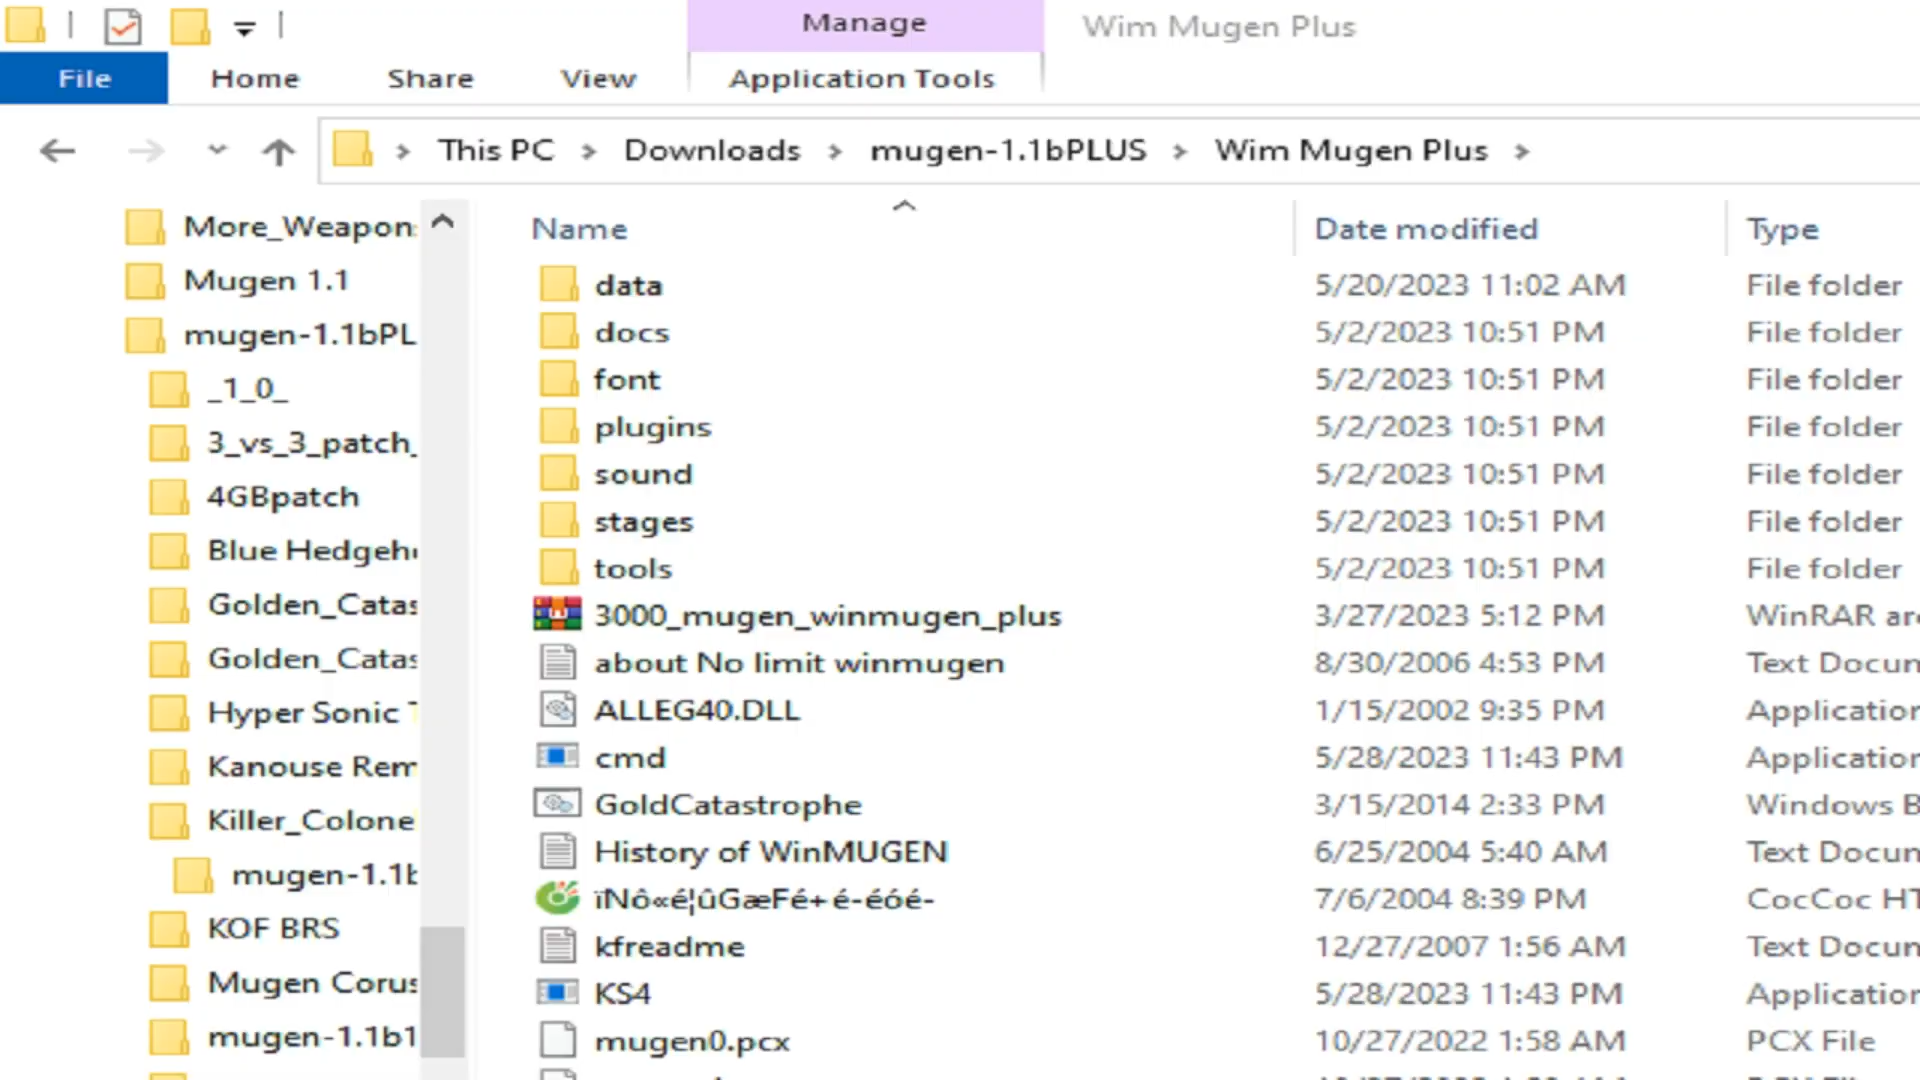 Manage
Wim Mugen Plus
File
Home
Share
View
Application Tools
This PC > Downloads > mugen-1.1bPLUS > Wim Mugen Plus >
More_Weapon
Mugen 1.1
mugen-1.1bPL
_1_0_
3_vs_3_patch_
4GBpatch
Blue Hedgeh
Golden_Catas
Golden_Catas
Hyper Sonic
Kanouse Rem
Killer_Colone
mugen-1.1b
KOF BRS
Mugen Corus
mugen-1.1b1
Name Date modified Type
data 5/20/2023 11:02 AM File folder
docs 5/2/2023 10:51 PM File folder
font 5/2/2023 10:51 PM File folder
plugins 5/2/2023 10:51 PM File folder
sound 5/2/2023 10:51 PM File folder
stages 5/2/2023 10:51 PM File folder
tools 5/2/2023 10:51 PM File folder
3000_mugen_winmugen_plus 3/27/2023 5:12 PM WinRAR arc
about No limit winmugen 8/30/2006 4:53 PM Text Docum
ALLEG40.DLL 1/15/2002 9:35 PM Application
cmd 5/28/2023 11:43 PM Application
GoldCatastrophe 3/15/2014 2:33 PM Windows B
History of WinMUGEN 6/25/2004 5:40 AM Text Docum
ïNô«é¦ûGæFé+é-éóé- 7/6/2004 8:39 PM CocCoc HT
kfreadme 12/27/2007 1:56 AM Text Docum
KS4 5/28/2023 11:43 PM Application
mugen0.pcx 10/27/2022 1:58 AM PCX File